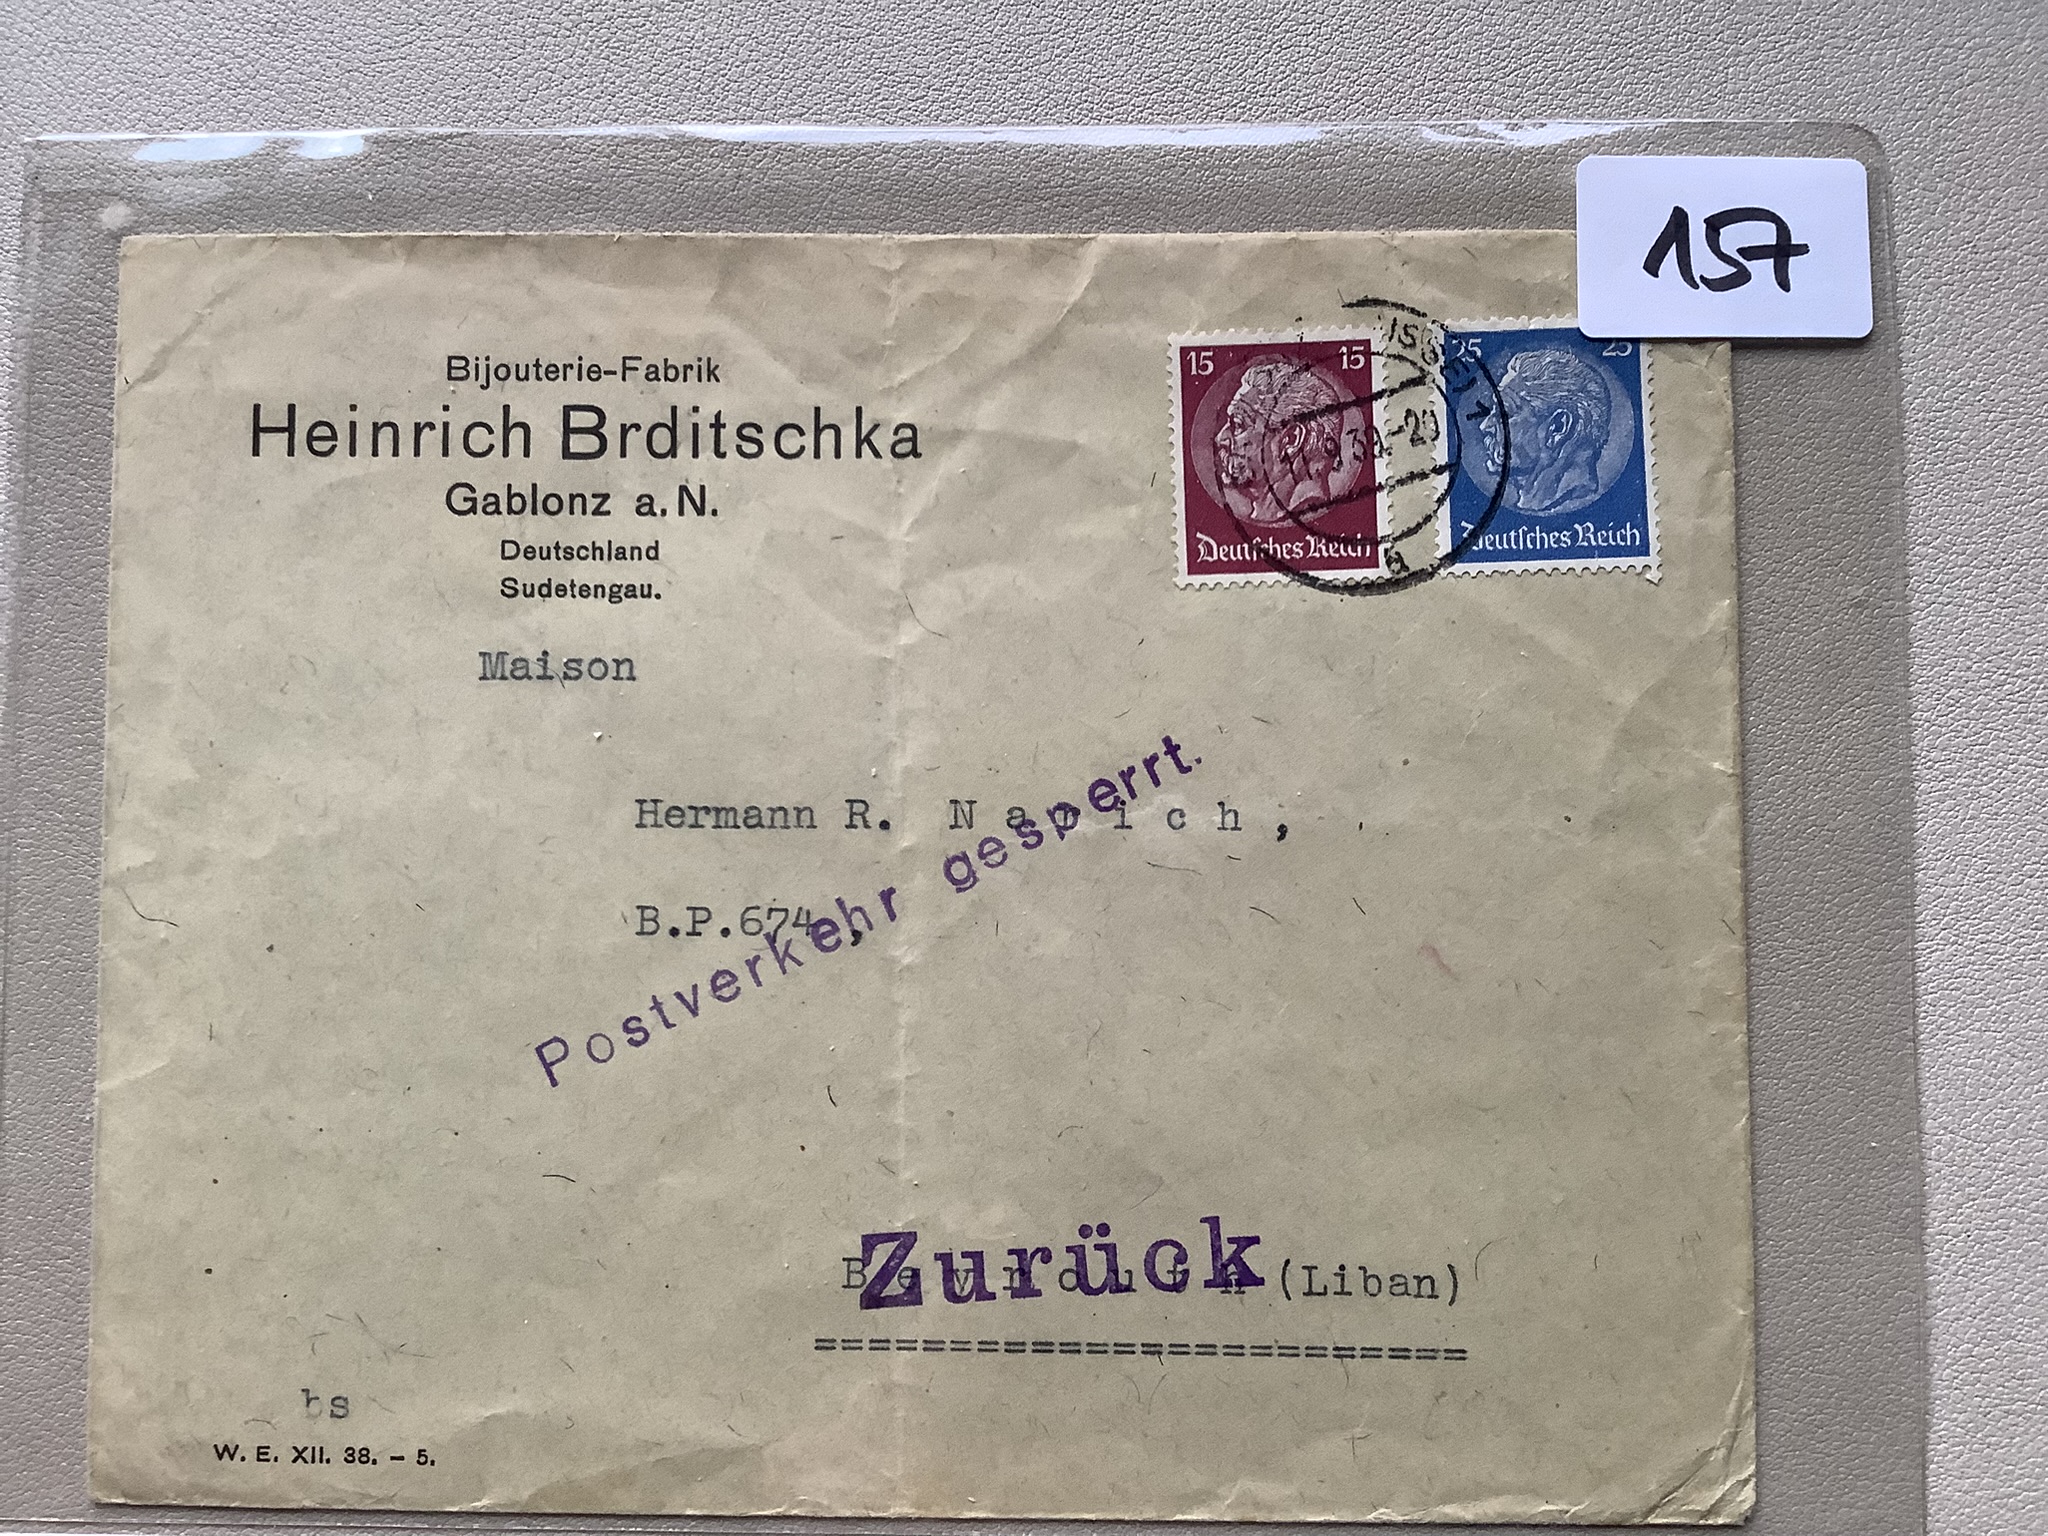 157
Bijouterie-Fabrik
Heinrich Brditschka
Gablonz a. N.
Deutschland
Sudetengau.
15 15
Deutsches Reich
25 25
Deutsches Reich
Maison
Hermann R.
B.P.674,
Postverkehr gesperrt.
Zurück
Beyrouth (Liban)
=========================
bs
W. E. XII. 38. - 5.